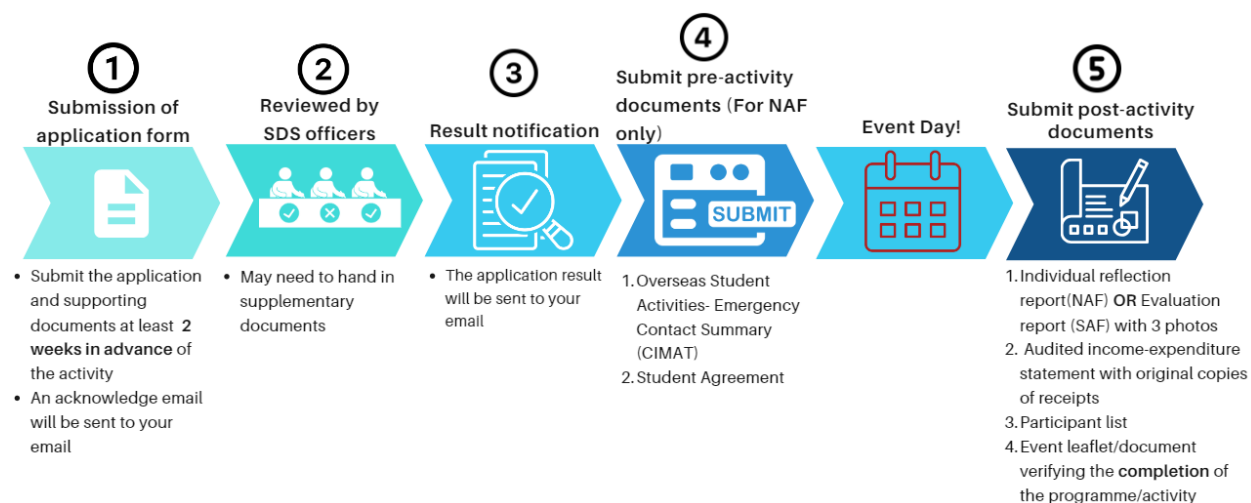 1
Submission of
application form
• Submit the application
and supporting
documents at least 2
weeks in advance of
the activity
• An acknowledge email
will be sent to your
email
2
Reviewed by
SDS officers
• May need to hand in
supplementary
documents
3
Result notification
• The application result
will be sent to your
email
4
Submit pre-activity
documents (For NAF
only)
SUBMIT
1. Overseas Student
Activities- Emergency
Contact Summary
(CIMAT)
2. Student Agreement
Event Day!
5
Submit post-activity
documents
1. Individual reflection
report(NAF) OR Evaluation
report (SAF) with 3 photos
2. Audited income-expenditure
statement with original copies
of receipts
3. Participant list
4. Event leaflet/document
verifying the completion of
the programme/activity